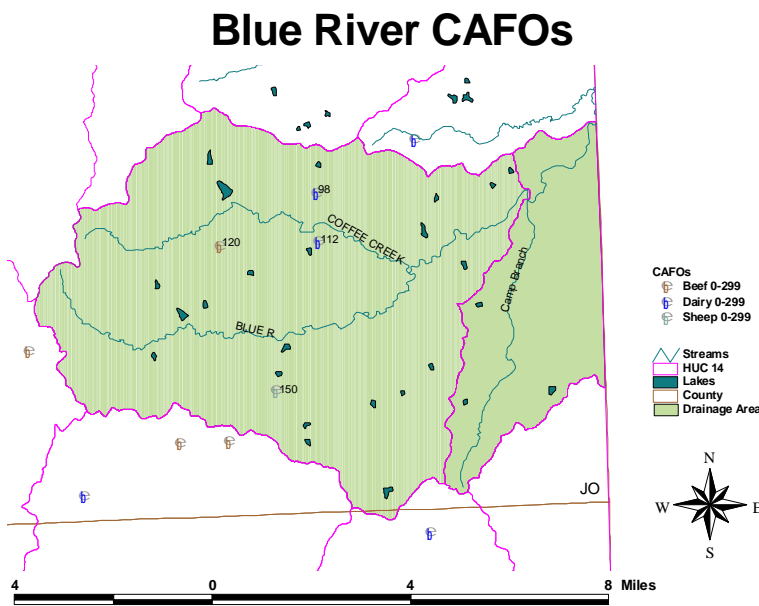 Blue River CAFOs
98
COFFEE CREEK
120
112
Camp Branch
BLUE R.
150
JO
CAFOs
Beef 0-299
Dairy 0-299
Sheep 0-299
Streams
HUC 14
Lakes
County
Drainage Area
N
W E
S
4 0 4 8 Miles